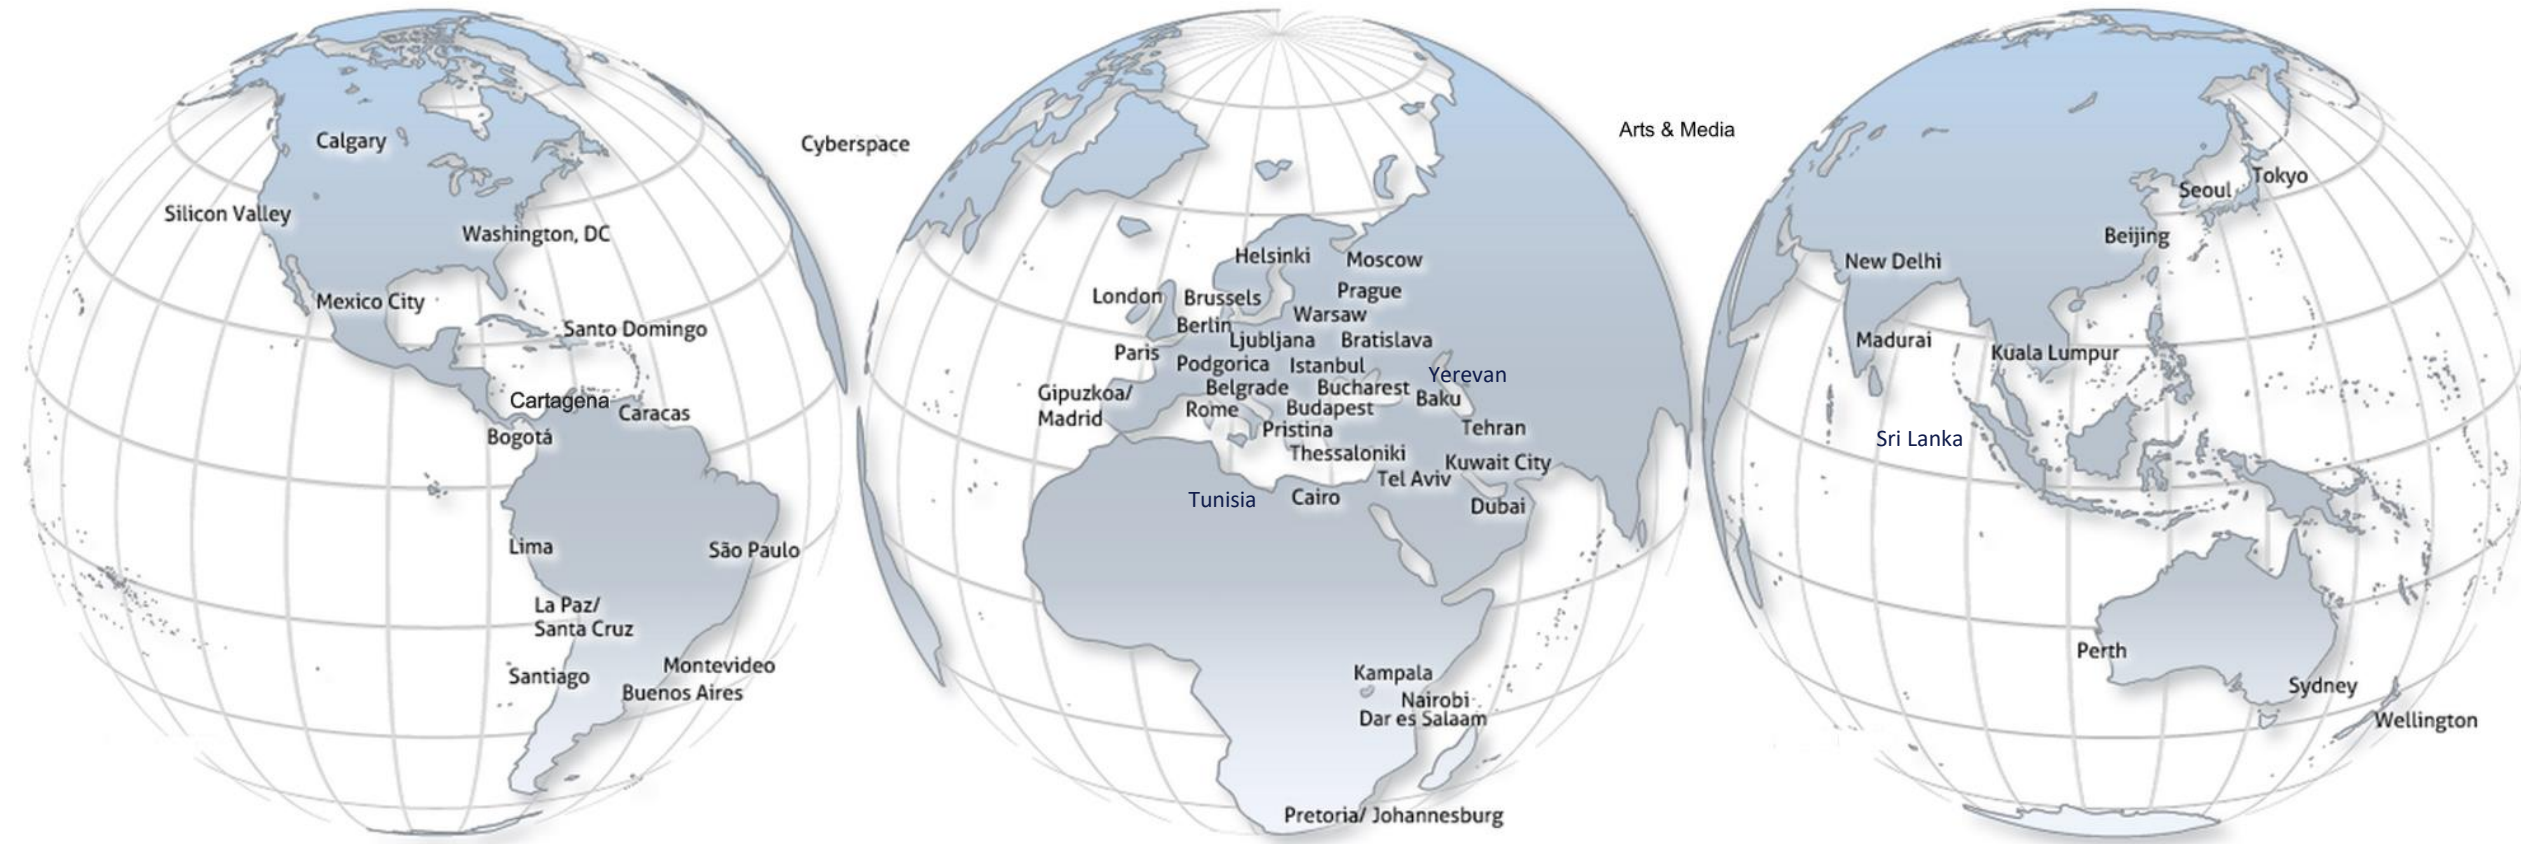 Calgary
Silicon Valley
Washington, DC
Mexico City
Santo Domingo
Cartagena
Caracas
Bogotá
Lima
São Paulo
La Paz/
Santa Cruz
Santiago
Montevideo
Buenos Aires
Cyberspace
Helsinki
Moscow
London
Brussels
Prague
Berlin
Warsaw
Ljubljana
Bratislava
Paris
Podgorica
Istanbul
Yerevan
Gipuzkoa/
Madrid
Belgrade
Bucharest
Baku
Rome
Budapest
Pristina
Tehran
Thessaloniki
Kuwait City
Tel Aviv
Tunisia
Cairo
Dubai
Kampala
Nairobi
Dar es Salaam
Pretoria/ Johannesburg
Arts & Media
Tokyo
Seoul
Beijing
New Delhi
Madurai
Kuala Lumpur
Sri Lanka
Perth
Sydney
Wellington